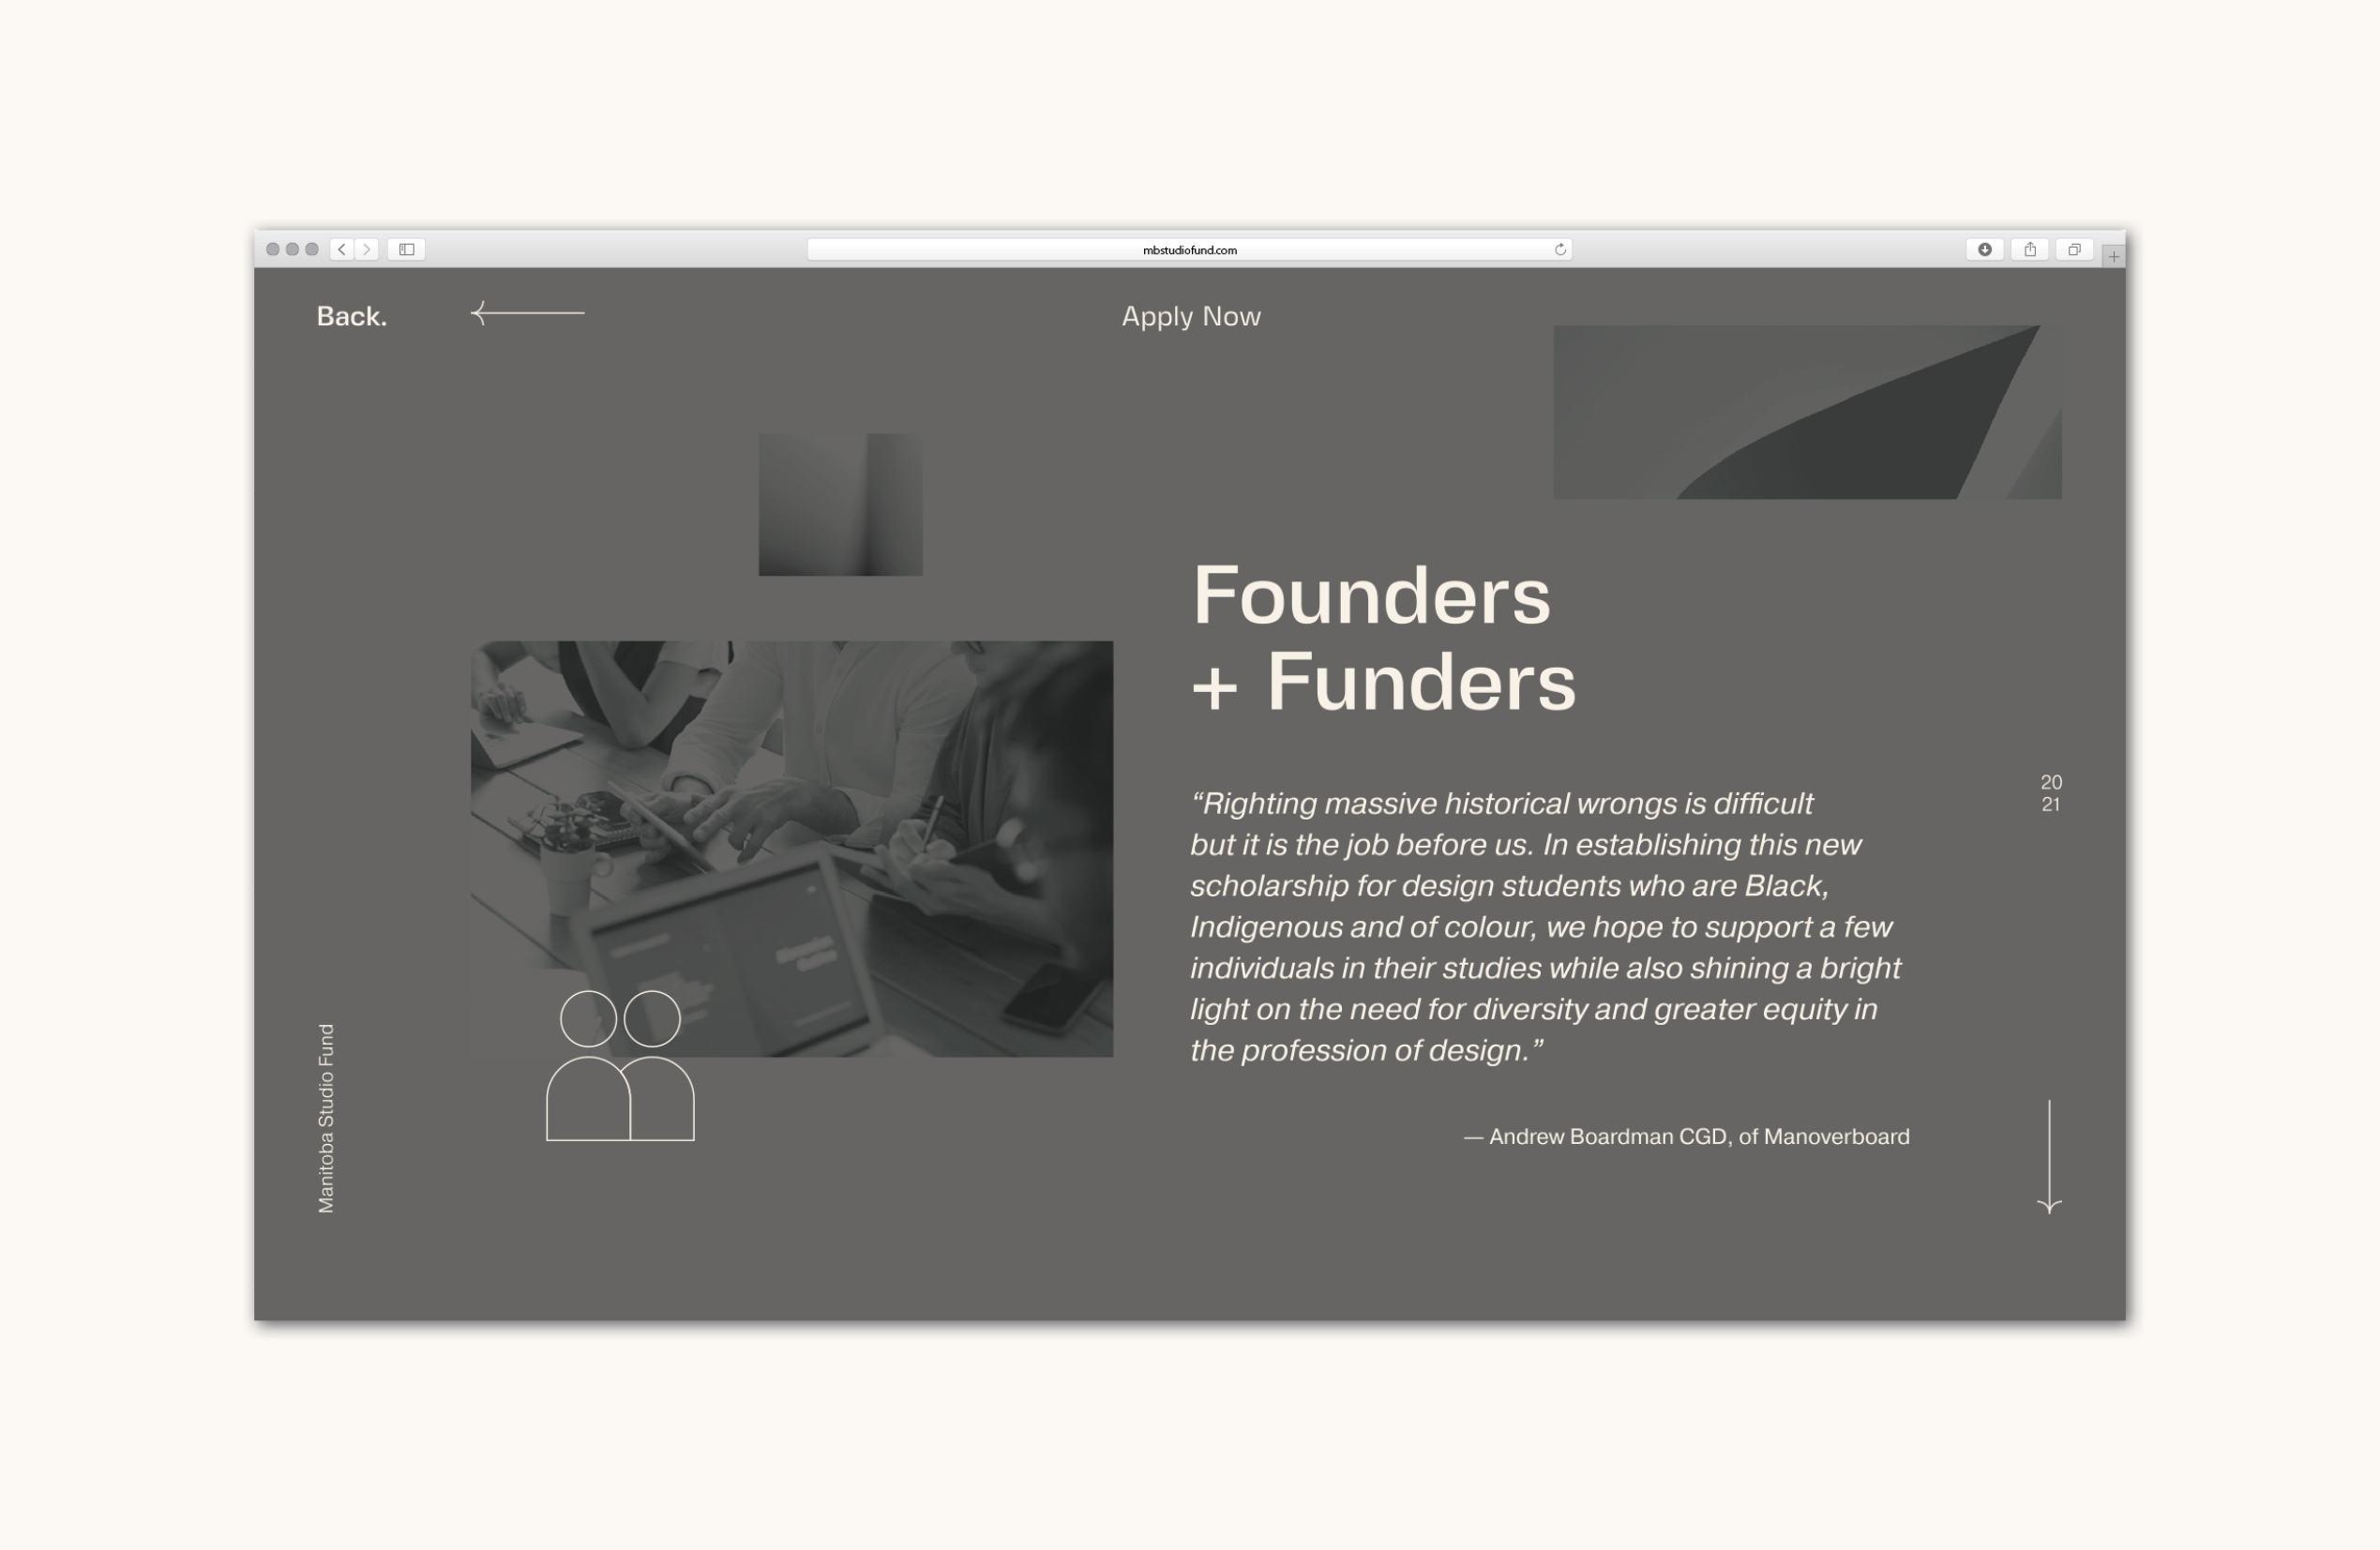 mbstudiofund.com
Back.
Apply Now
Founders
+ Funders
“Righting massive historical wrongs is difficult
but it is the job before us. In establishing this new
scholarship for design students who are Black,
Indigenous and of colour, we hope to support a few
individuals in their studies while also shining a bright
light on the need for diversity and greater equity in
the profession of design.”
— Andrew Boardman CGD, of Manoverboard
20
21
Manitoba Studio Fund